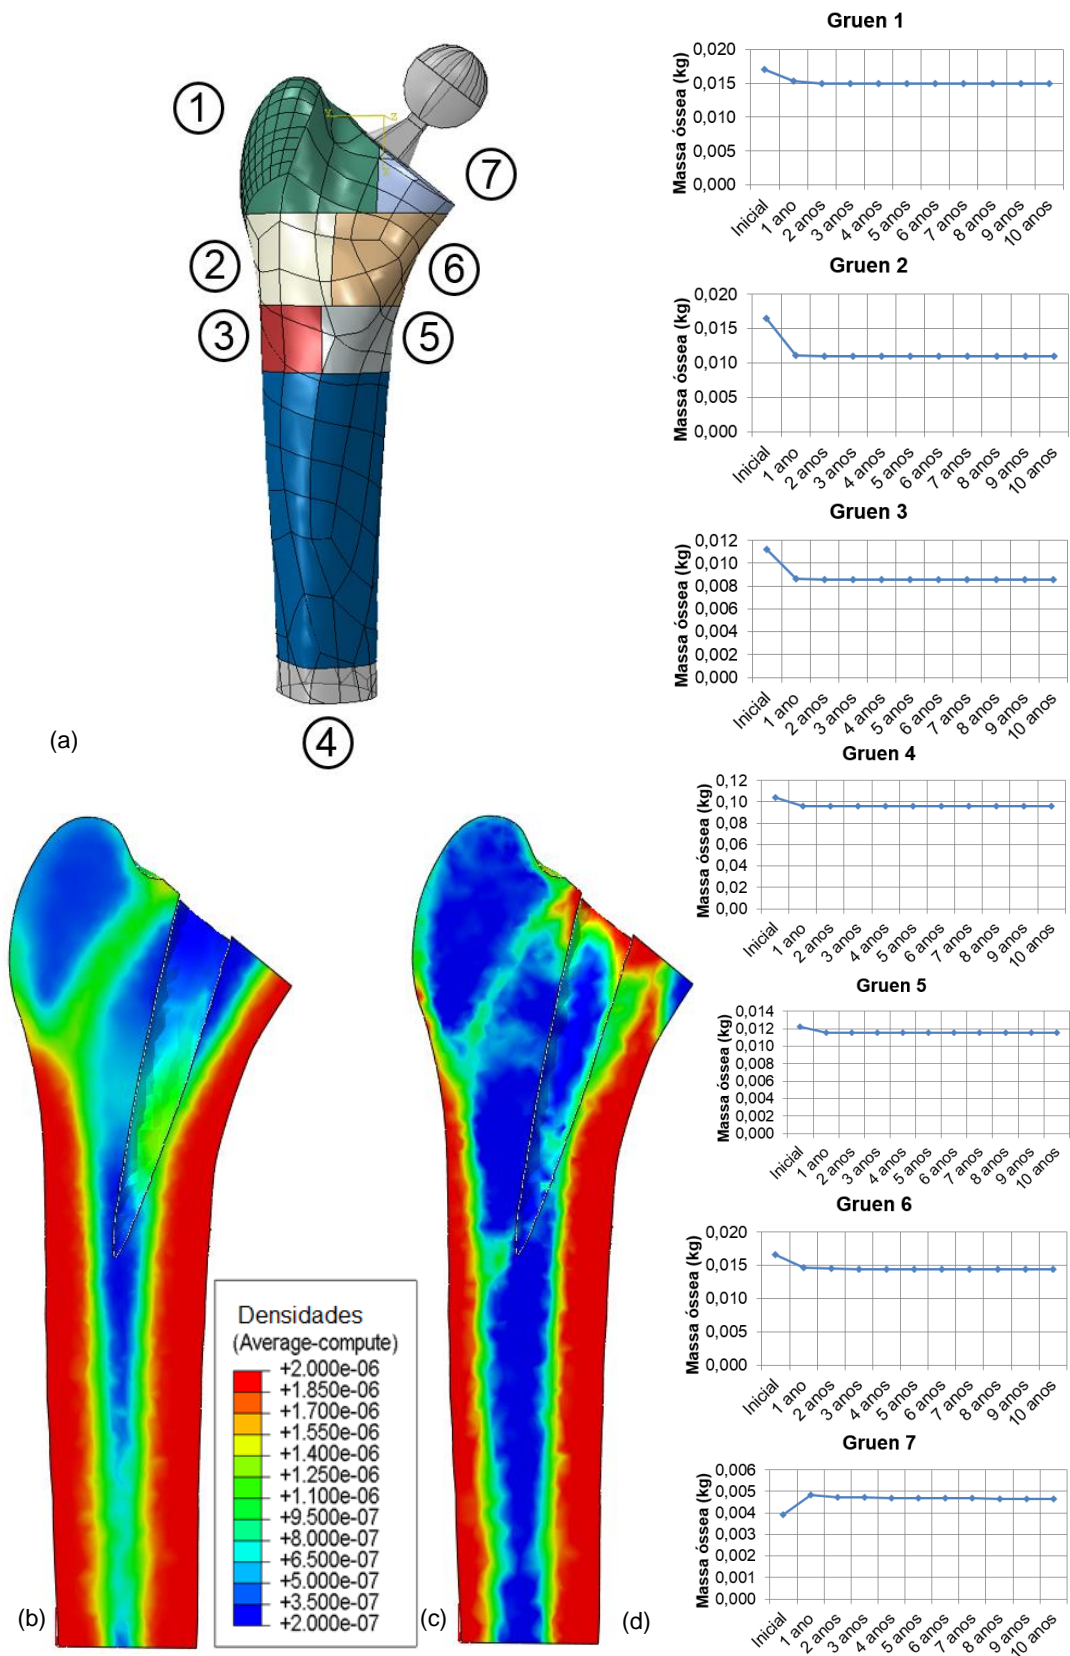 1
2
3
4
5
6
7
Y
Z
X
(a)
Gruen 1
Massa óssea (kg)
0,020
0,015
0,010
0,005
0,000
Inicial
1 ano
2 anos
3 anos
4 anos
5 anos
6 anos
7 anos
8 anos
9 anos
10 anos
Gruen 2
Massa óssea (kg)
0,020
0,015
0,010
0,005
0,000
Inicial
1 ano
2 anos
3 anos
4 anos
5 anos
6 anos
7 anos
8 anos
9 anos
10 anos
Gruen 3
Massa óssea (kg)
0,012
0,010
0,008
0,006
0,004
0,002
0,000
Inicial
1 ano
2 anos
3 anos
4 anos
5 anos
6 anos
7 anos
8 anos
9 anos
10 anos
Gruen 4
Massa óssea (kg)
0,12
0,10
0,08
0,06
0,04
0,02
0,00
Inicial
1 ano
2 anos
3 anos
4 anos
5 anos
6 anos
7 anos
8 anos
9 anos
10 anos
Gruen 5
Massa óssea (kg)
0,014
0,012
0,010
0,008
0,006
0,004
0,002
0,000
Inicial
1 ano
2 anos
3 anos
4 anos
5 anos
6 anos
7 anos
8 anos
9 anos
10 anos
Gruen 6
Massa óssea (kg)
0,020
0,015
0,010
0,005
0,000
Inicial
1 ano
2 anos
3 anos
4 anos
5 anos
6 anos
7 anos
8 anos
9 anos
10 anos
Gruen 7
Massa óssea (kg)
0,006
0,005
0,004
0,003
0,002
0,001
0,000
Inicial
1 ano
2 anos
3 anos
4 anos
5 anos
6 anos
7 anos
8 anos
9 anos
10 anos
Densidades
(Average-compute)
+2.000e-06
+1.850e-06
+1.700e-06
+1.550e-06
+1.400e-06
+1.250e-06
+1.100e-06
+9.500e-07
+8.000e-07
+6.500e-07
+5.000e-07
+3.500e-07
+2.000e-07
(b)
(c)
(d)